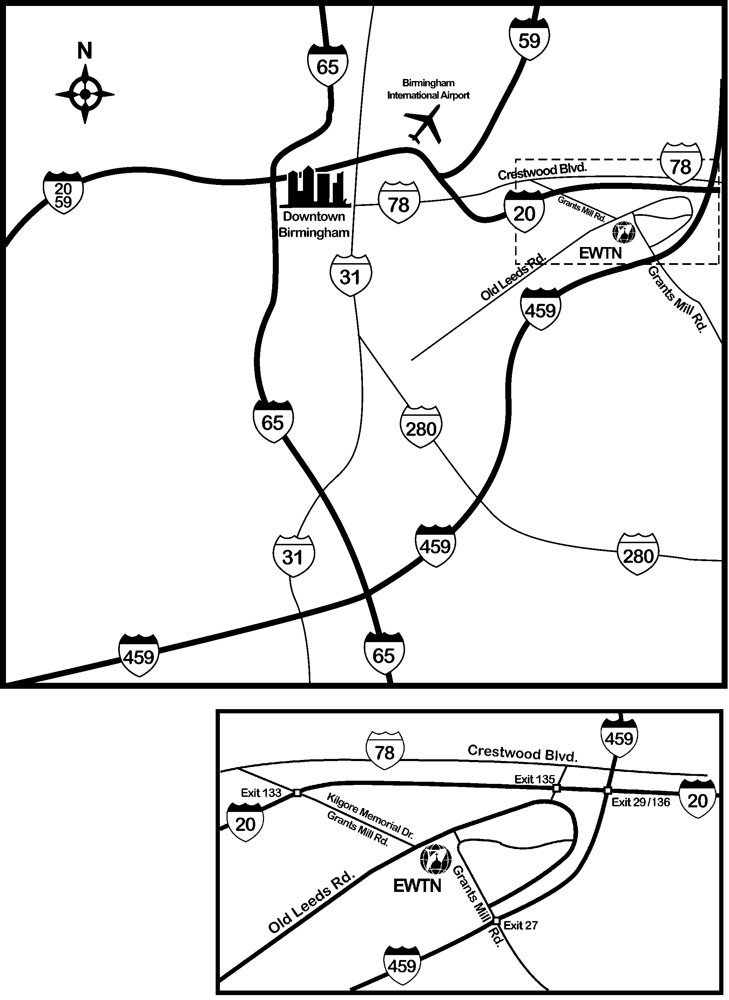 N
65
59
Birmingham
International Airport
78
Crestwood Blvd.
20
59
78
20
Grants Mill Rd.
Downtown
Birmingham
EWTN
31
Old Leeds Rd.
Grants Mill Rd.
459
65
280
459
31
280
459
65
459
78
Crestwood Blvd.
Exit 135
Exit 133
Exit 29/136
20
Kilgore Memorial Dr.
Grants Mill Rd.
20
EWTN
Old Leeds Rd.
Grants Mill Rd.
Exit 27
459